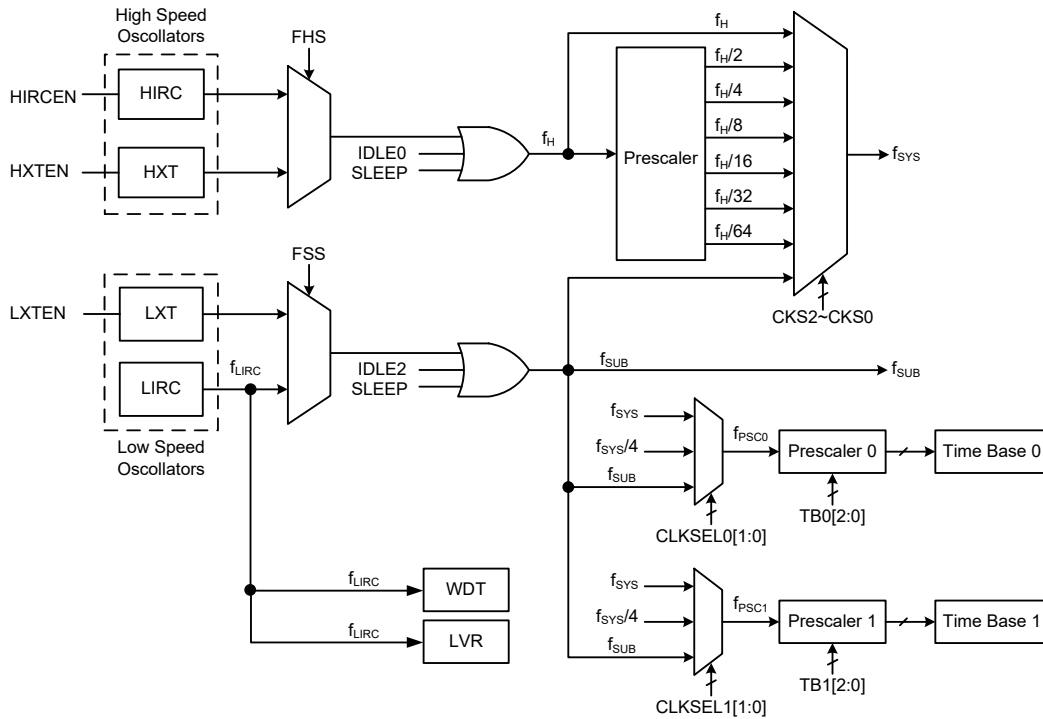 High Speed
Oscollators
FHS
HIRCEN
HIRC
HXTEN
HXT
IDLE0
SLEEP
fH
fH
Prescaler
fH/2
fH/4
fH/8
fH/16
fH/32
fH/64
fSYS
CKS2~CKS0
FSS
LXTEN
LXT
LIRC
fLIRC
Low Speed
Oscollators
IDLE2
SLEEP
fSUB
fSUB
fSYS
fSYS/4
fSUB
fPSC0
Prescaler 0
Time Base 0
CLKSEL0[1:0]
TB0[2:0]
fLIRC
WDT
fLIRC
LVR
fSYS
fSYS/4
fSUB
fPSC1
Prescaler 1
Time Base 1
CLKSEL1[1:0]
TB1[2:0]